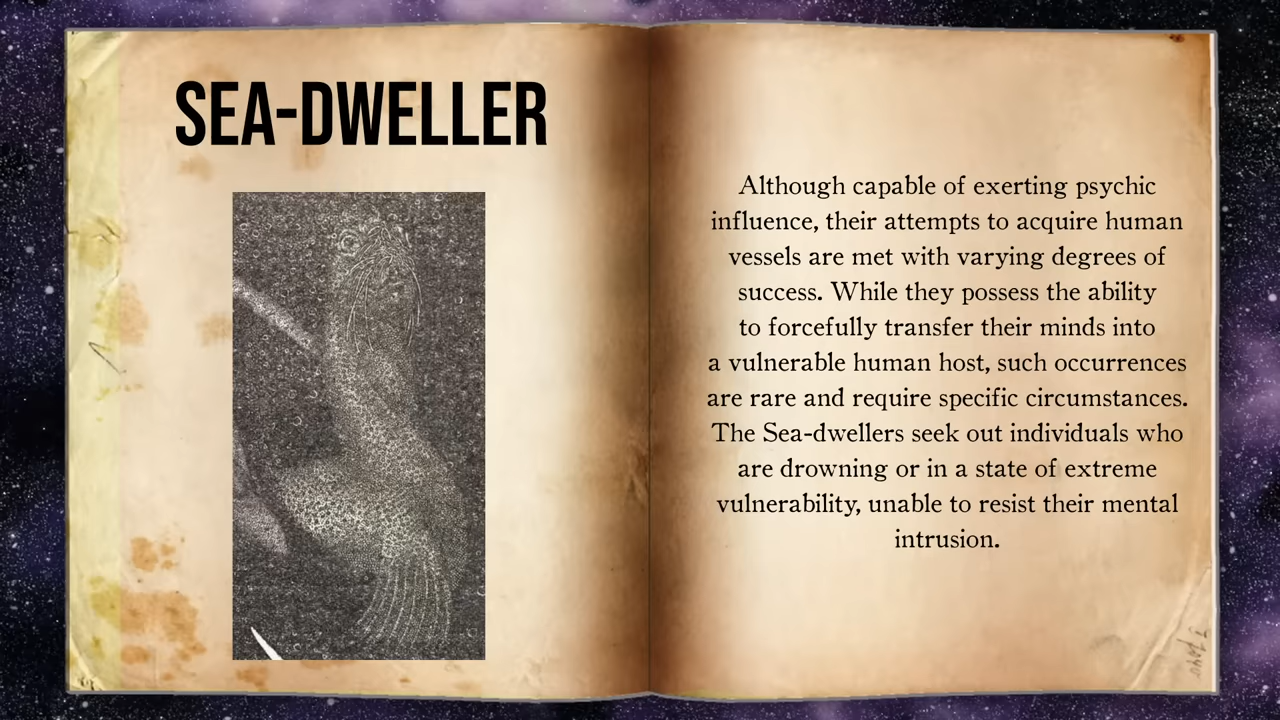 SEA-DWELLER
Although capable of exerting psychic
influence, their attempts to acquire human
vessels are met with varying degrees of
success. While they possess the ability
to forcefully transfer their minds into
a vulnerable human host, such occurrences
are rare and require specific circumstances.
The Sea-dwellers seek out individuals who
are drowning or in a state of extreme
vulnerability, unable to resist their mental
intrusion.